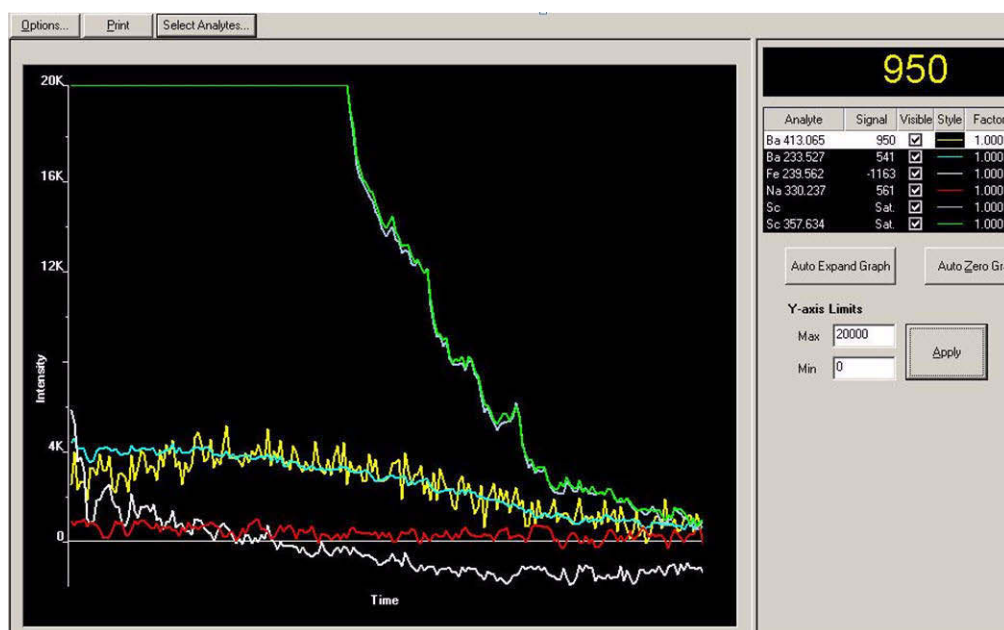 Options... Print Select Analytes...
950
Analyte Signal Visible Style Factor
Ba 413.065 950 1.000
Ba 233.527 541 1.000
Fe 239.562 -1163 1.000
Na 330.237 561 1.000
Sc Sat. 1.000
Sc 357.634 Sat. 1.000
Auto Expand Graph Auto Zero Gr
Y-axis Limits
Max 20000
Min 0
Apply
20K
16K
12K
4K
0
Intensity
Time